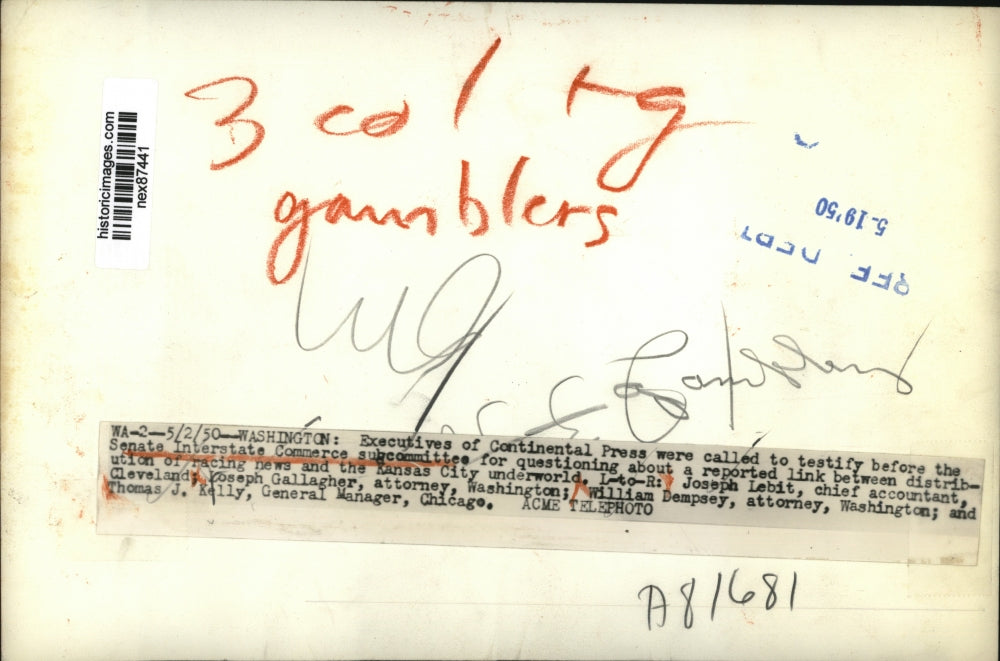 historicimages.com
nex87441
3 col
gamblers
5-19'50
WA-2--5/2/50--WASHINGTON: Executives of Continental Press were called to testify before the
Senate Interstate Commerce subcommittee for questioning about a reported link between distrib-
ution of racing news and the Kansas City underworld. L-to-R: Joseph Lebit, chief accountant,
Cleveland; Joseph Gallagher, attorney, Washington; William Dempsey, attorney, Washington; and
Thomas J. Kelly, General Manager, Chicago. ACME TELEPHOTO
A81681